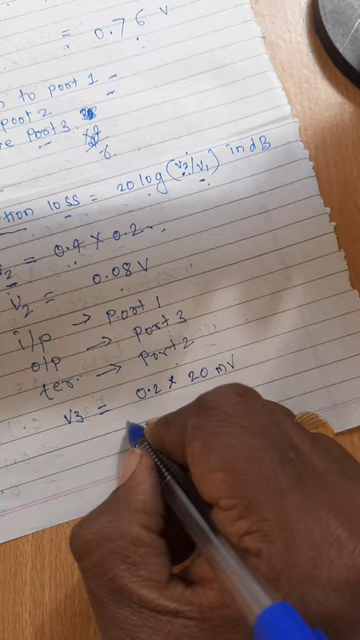 = 0.76 V
to port 1 -
port 2 -
Port 3
loss = 20 log (V2/V1) in dB
= 0.4 × 0.2
V2 = 0.08 V
i/p → Port 1
o/p → Port 3
ter. → Port 2
V3 = 0.2 × 20 mV